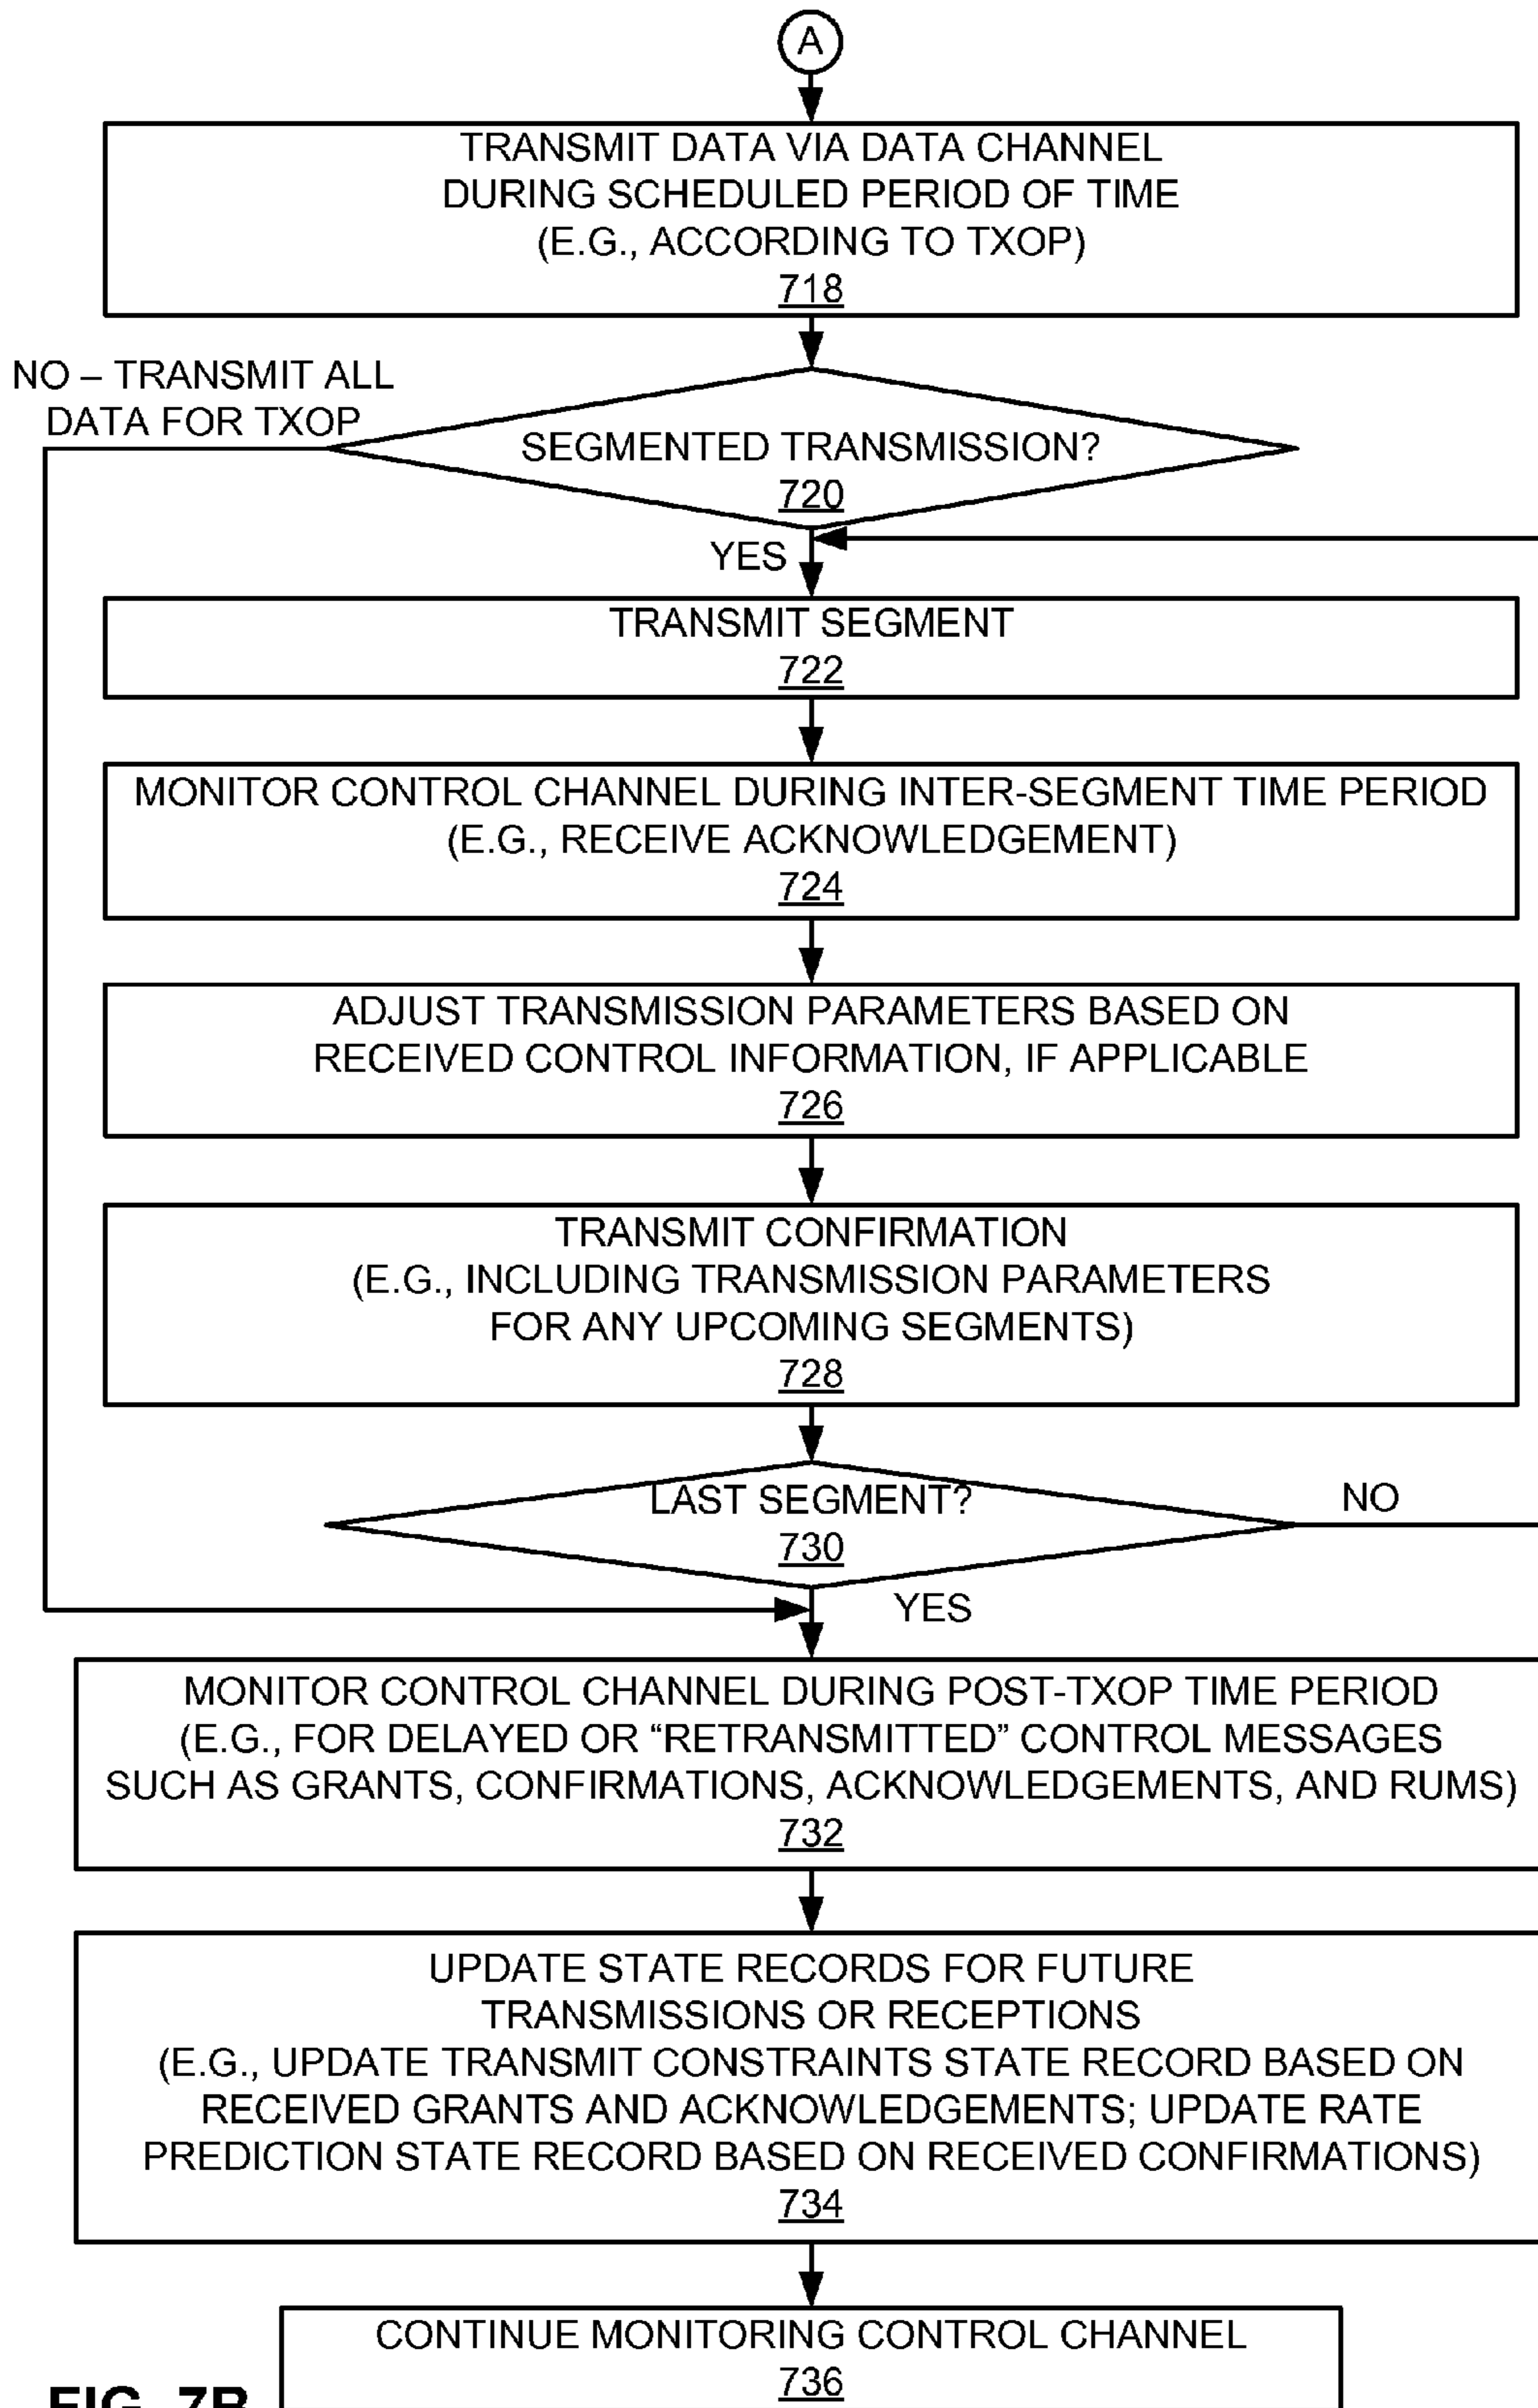 A
TRANSMIT DATA VIA DATA CHANNEL
DURING SCHEDULED PERIOD OF TIME
(E.G., ACCORDING TO TXOP)
718
NO – TRANSMIT ALL
DATA FOR TXOP
SEGMENTED TRANSMISSION?
720
YES
TRANSMIT SEGMENT
722
MONITOR CONTROL CHANNEL DURING INTER-SEGMENT TIME PERIOD
(E.G., RECEIVE ACKNOWLEDGEMENT)
724
ADJUST TRANSMISSION PARAMETERS BASED ON
RECEIVED CONTROL INFORMATION, IF APPLICABLE
726
TRANSMIT CONFIRMATION
(E.G., INCLUDING TRANSMISSION PARAMETERS
FOR ANY UPCOMING SEGMENTS)
728
LAST SEGMENT?
730
NO
YES
MONITOR CONTROL CHANNEL DURING POST-TXOP TIME PERIOD
(E.G., FOR DELAYED OR “RETRANSMITTED” CONTROL MESSAGES
SUCH AS GRANTS, CONFIRMATIONS, ACKNOWLEDGEMENTS, AND RUMS)
732
UPDATE STATE RECORDS FOR FUTURE
TRANSMISSIONS OR RECEPTIONS
(E.G., UPDATE TRANSMIT CONSTRAINTS STATE RECORD BASED ON
RECEIVED GRANTS AND ACKNOWLEDGEMENTS; UPDATE RATE
PREDICTION STATE RECORD BASED ON RECEIVED CONFIRMATIONS)
734
CONTINUE MONITORING CONTROL CHANNEL
736
FIG. 7B